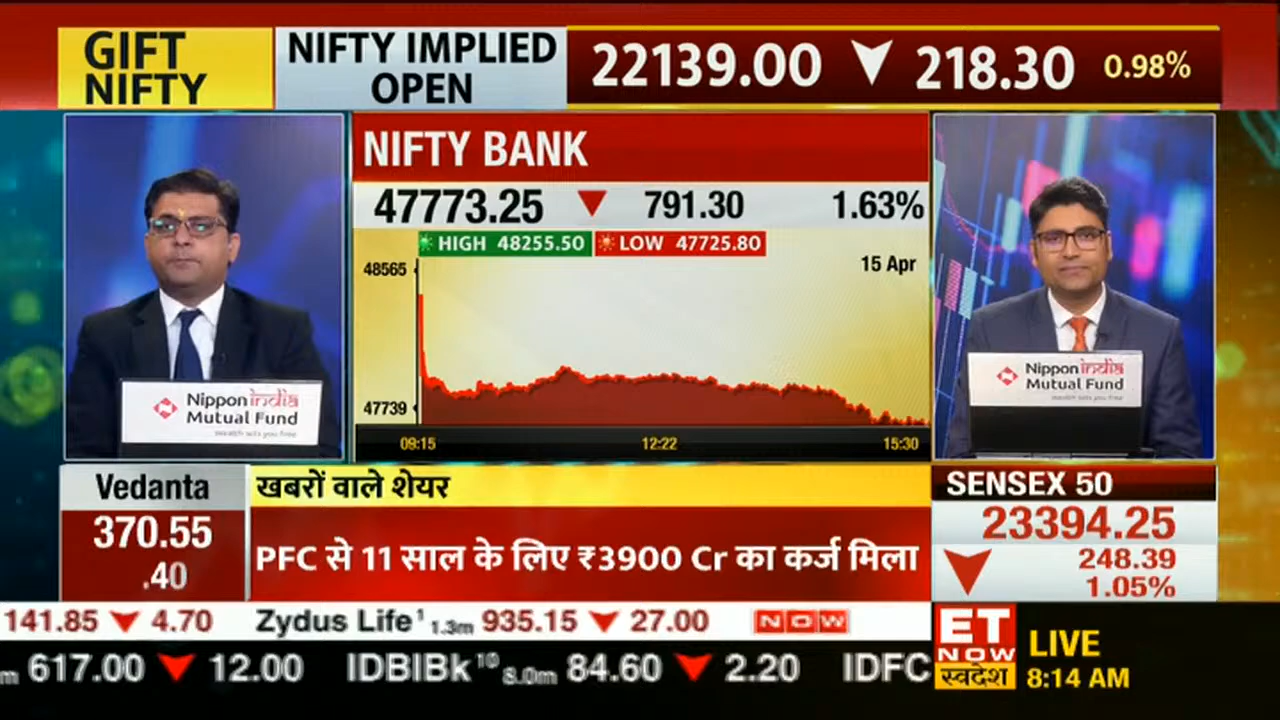 GIFT
NIFTY
NIFTY IMPLIED
OPEN
22139.00 ▼ 218.30 0.98%
NIFTY BANK
47773.25 ▼ 791.30 1.63%
HIGH 48255.50 LOW 47725.80
15 Apr
48565
47739
09:15 12:22 15:30
Nippon india
Mutual Fund
Nippon india
Mutual Fund
Vedanta
370.55
.40
खबरों वाले शेयर
PFC से 11 साल के लिए ₹3900 Cr का कर्ज मिला
SENSEX 50
23394.25
▼ 248.39
1.05%
141.85 ▼ 4.70 Zydus Life¹ 1.3m 935.15 ▼ 27.00 NOW
m 617.00 ▼ 12.00 IDBIBk¹⁰ 8.0m 84.60 ▼ 2.20 IDFC
ET
NOW
स्वदेश
LIVE
8:14 AM